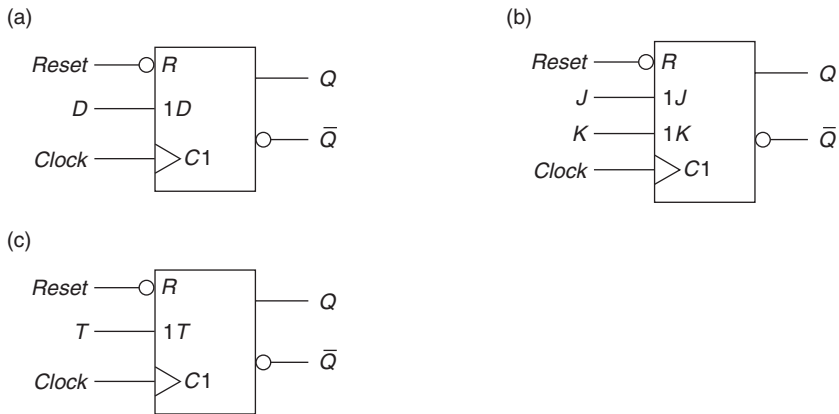 (a)
Reset R
Q
D 1D
Q̅
Clock C1
(b)
Reset R
Q
J 1J
K 1K
Q̅
Clock C1
(c)
Reset R
Q
T 1T
Q̅
Clock C1